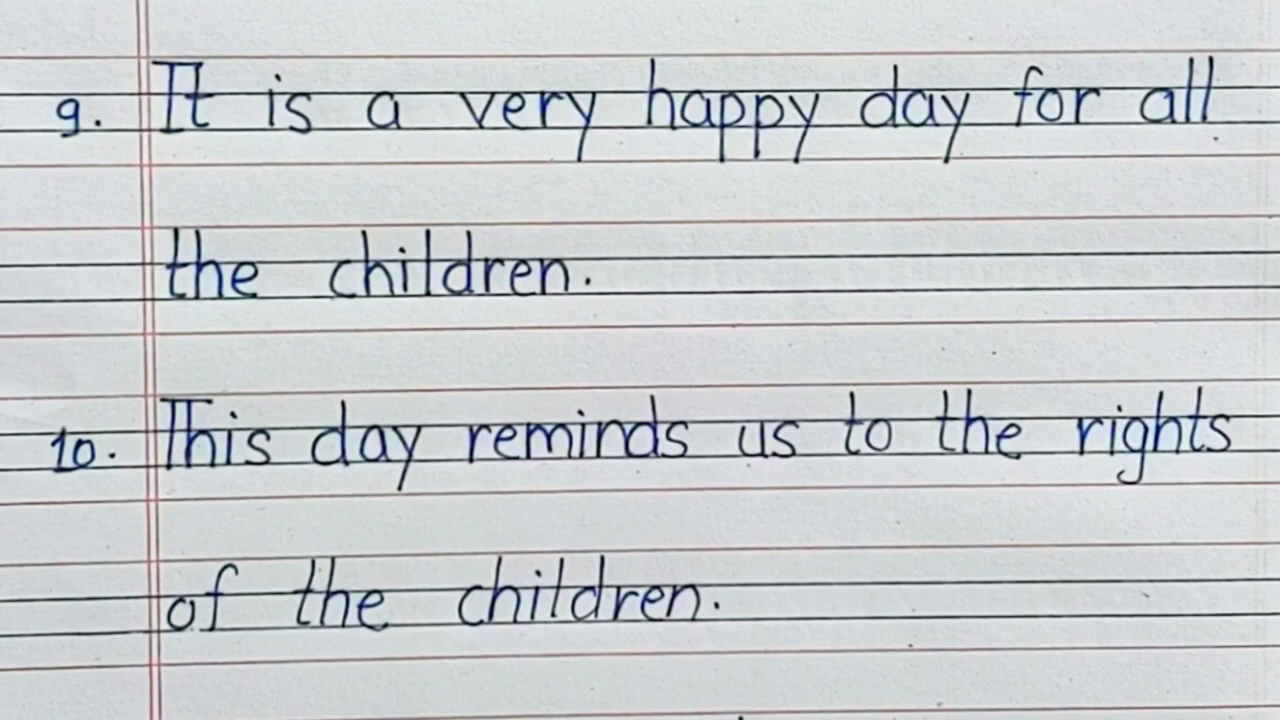 9. It is a very happy day for all
the children.
10. This day reminds us to the rights
of the children.